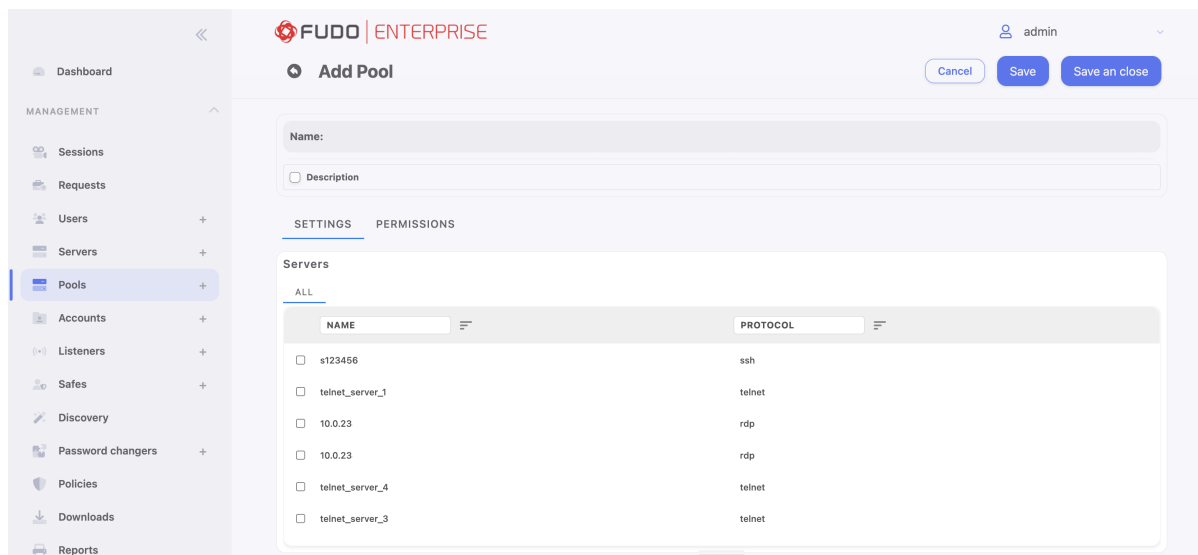 FUDO ENTERPRISE
admin
Dashboard
Add Pool
Cancel
Save
Save an close
MANAGEMENT
Name:
Sessions
Description
Requests
Users +
SETTINGS PERMISSIONS
Servers +
Servers
Pools +
ALL
Accounts +
NAME PROTOCOL
Listeners +
s123456 ssh
Safes +
telnet_server_1 telnet
Discovery
10.0.23 rdp
Password changers +
10.0.23 rdp
Policies
telnet_server_4 telnet
Downloads
telnet_server_3 telnet
Reports